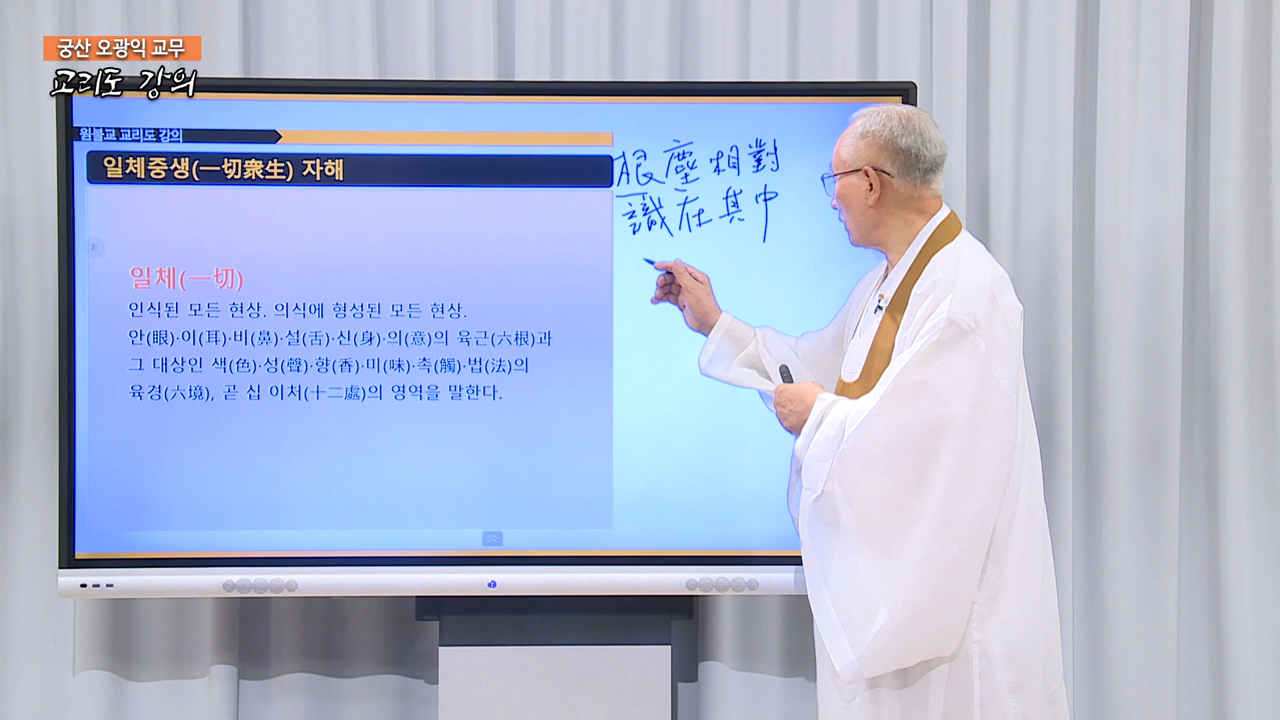 궁산 오광익 교무
교리도 강의
원불교 교리도 강의
일체중생(一切衆生) 자해
일체(一切)
인식된 모든 현상. 의식에 형성된 모든 현상.
안(眼)·이(耳)·비(鼻)·설(舌)·신(身)·의(意)의 육근(六根)과
그 대상인 색(色)·성(聲)·향(香)·미(味)·촉(觸)·법(法)의
육경(六境), 곧 십 이처(十二處)의 영역을 말한다.
根塵相對
識在其中